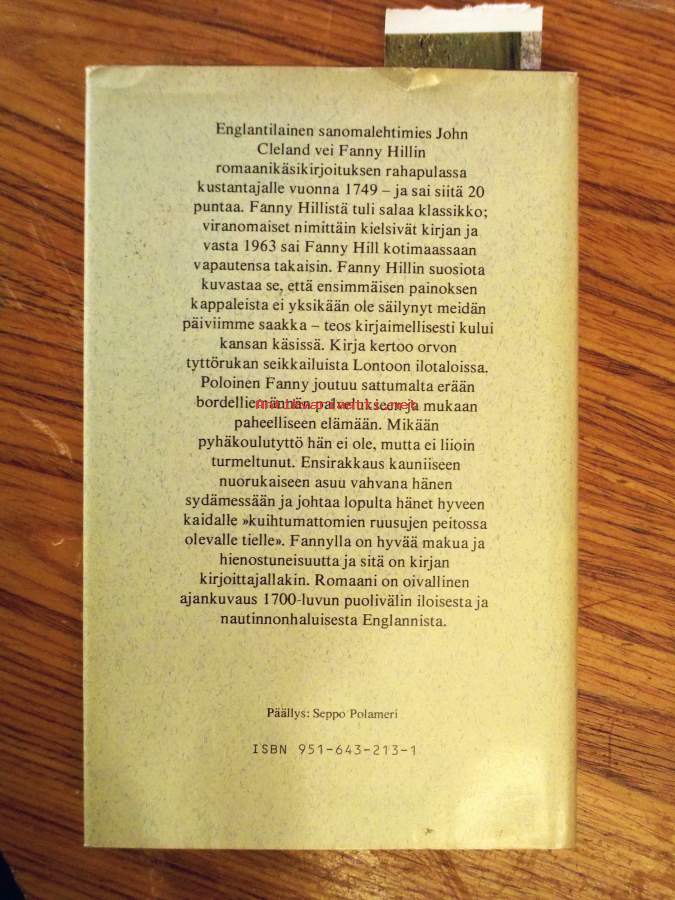 Englantilainen sanomalehtimies John
Cleland vei Fanny Hillin
romaanikäsikirjoituksen rahapulassa
kustantajalle vuonna 1749 – ja sai siitä 20
puntaa. Fanny Hillistä tuli salaa klassikko;
viranomaiset nimittäin kielsivät kirjan ja
vasta 1963 sai Fanny Hill kotimaassaan
vapautensa takaisin. Fanny Hillin suosiota
kuvastaa se, että ensimmäisen painoksen
kappaleista ei yksikään ole säilynyt meidän
päiviimme saakka – teos kirjaimellisesti kului
kansan käsissä. Kirja kertoo orvon
tyttörukan seikkailuista Lontoon ilotaloissa.
Poloinen Fanny joutuu sattumalta erään
bordelliemännän palvelukseen ja mukaan
paheelliseen elämään. Mikään
pyhäkoulutyttö hän ei ole, mutta ei liioin
turmeltunut. Ensirakkaus kauniiseen
nuorukaiseen asuu vahvana hänen
sydämessään ja johtaa lopulta hänet hyveen
kaidalle »kuihtumattomien ruusujen peitossa
olevalle tielle». Fannylla on hyvää makua ja
hienostuneisuutta ja sitä on kirjan
kirjoittajallakin. Romaani on oivallinen
ajankuvaus 1700-luvun puolivälin iloisesta ja
nautinnonhaluisesta Englannista.
Päällys: Seppo Polameri
ISBN 951-643-213-1